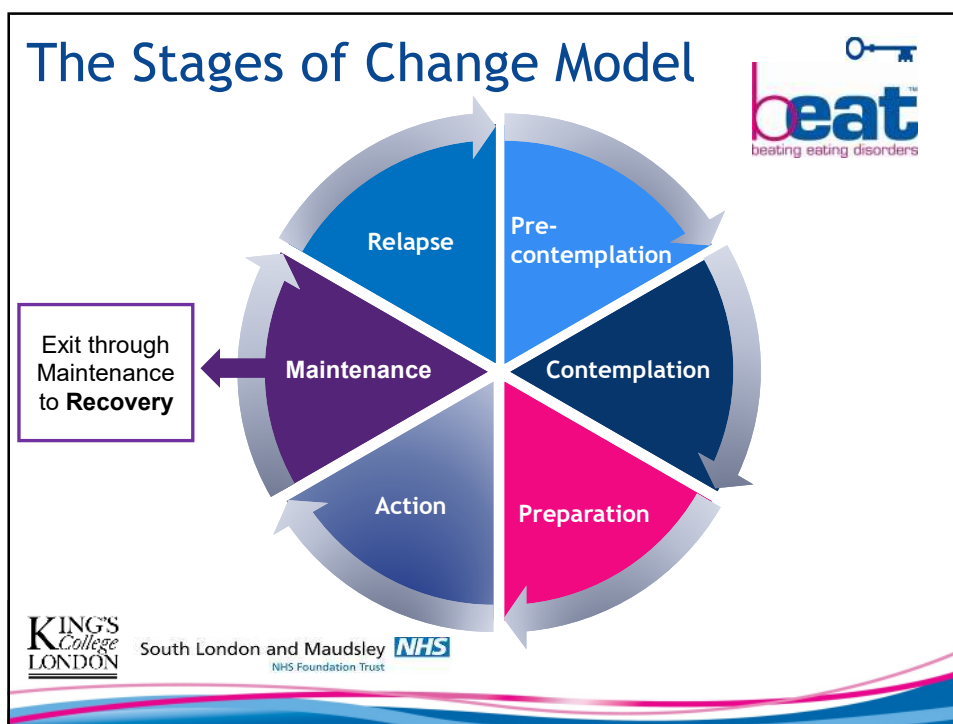 The Stages of Change Model
beat™
beating eating disorders
Relapse
Pre-
contemplation
Exit through
Maintenance
to Recovery
Maintenance
Contemplation
Action
Preparation
KING'S
College
LONDON
South London and Maudsley NHS
NHS Foundation Trust